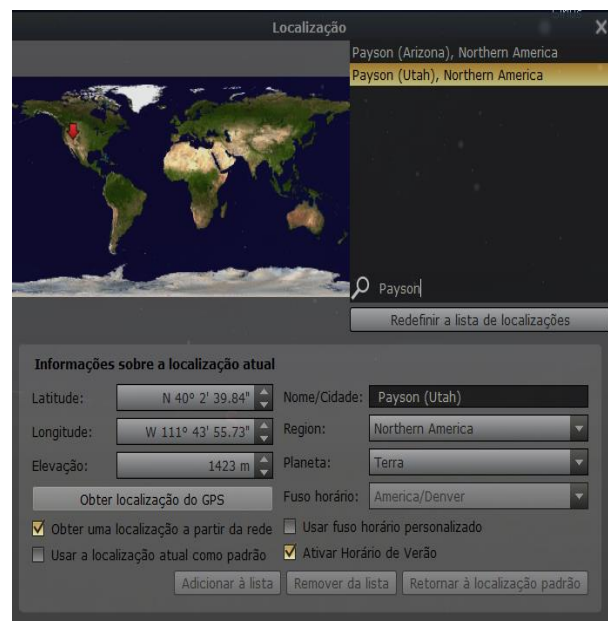 Localização
X
Payson (Arizona), Northern America
Payson (Utah), Northern America
Payson
Redefinir a lista de localizações
Informações sobre a localização atual
Latitude: N 40° 2' 39.84" Nome/Cidade: Payson (Utah)
Longitude: W 111° 43' 55.73" Region: Northern America
Elevação: 1423 m Planeta: Terra
Obter localização do GPS Fuso horário: America/Denver
Obter uma localização a partir da rede Usar fuso horário personalizado
Usar a localização atual como padrão Ativar Horário de Verão
Adicionar à lista Remover da lista Retornar à localização padrão